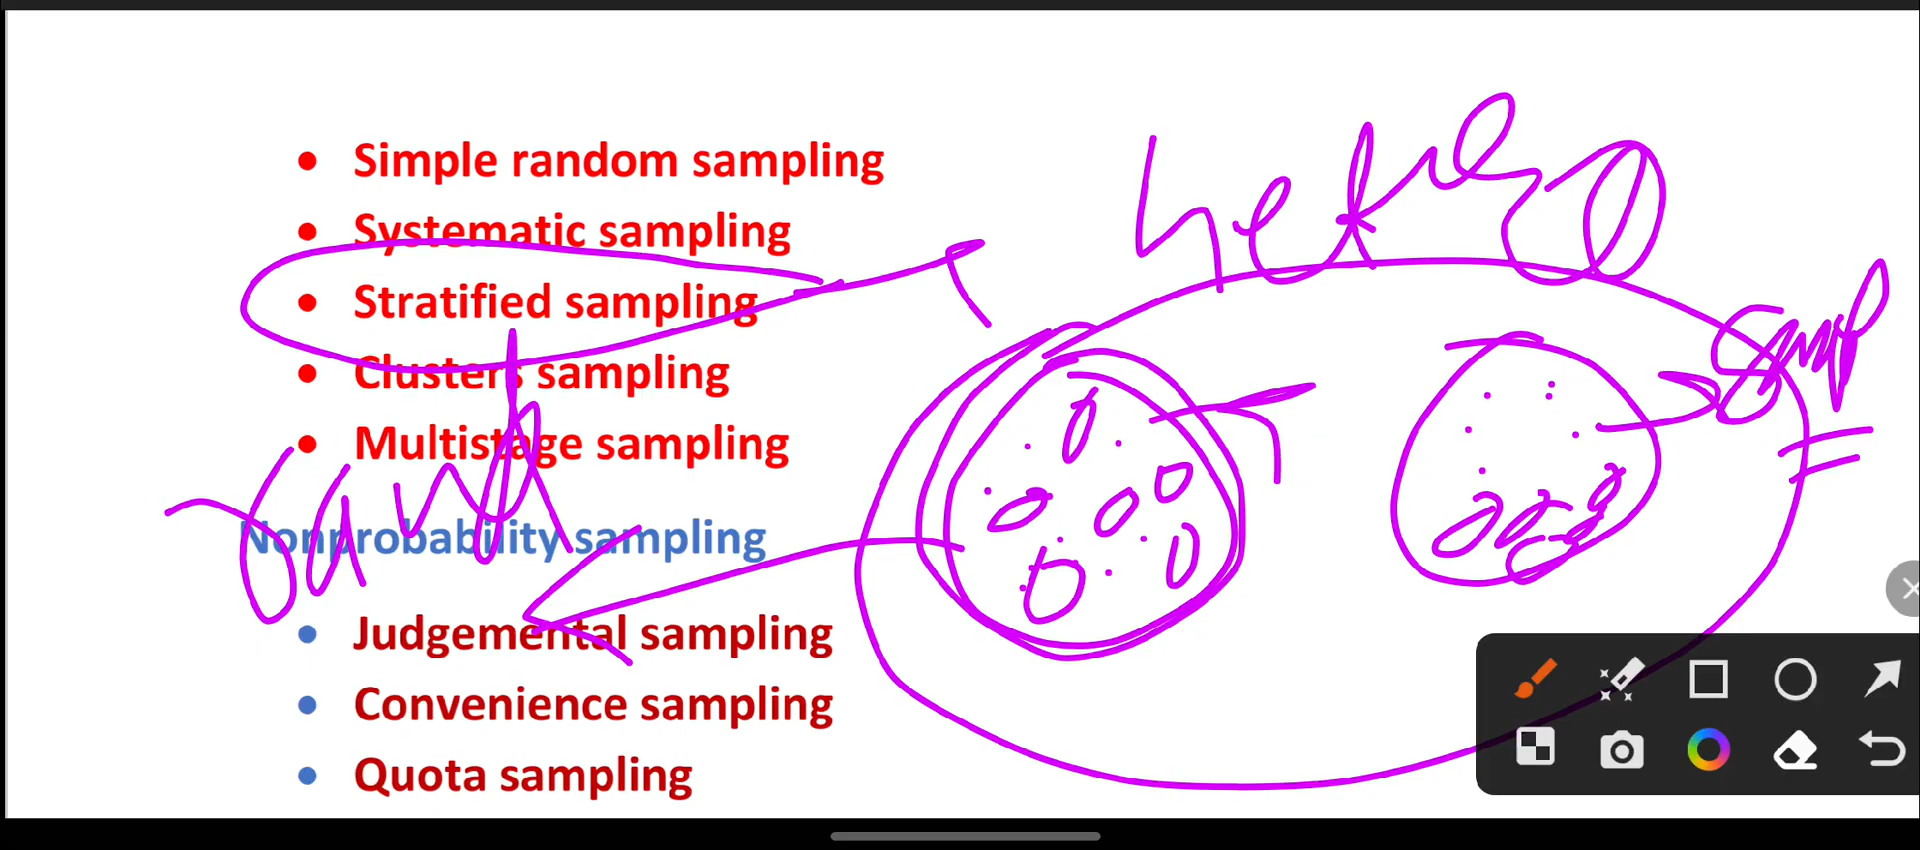 Simple random sampling
Systematic sampling
Stratified sampling
Clusters sampling
Multistage sampling
Nonprobability sampling
Judgemental sampling
Convenience sampling
Quota sampling